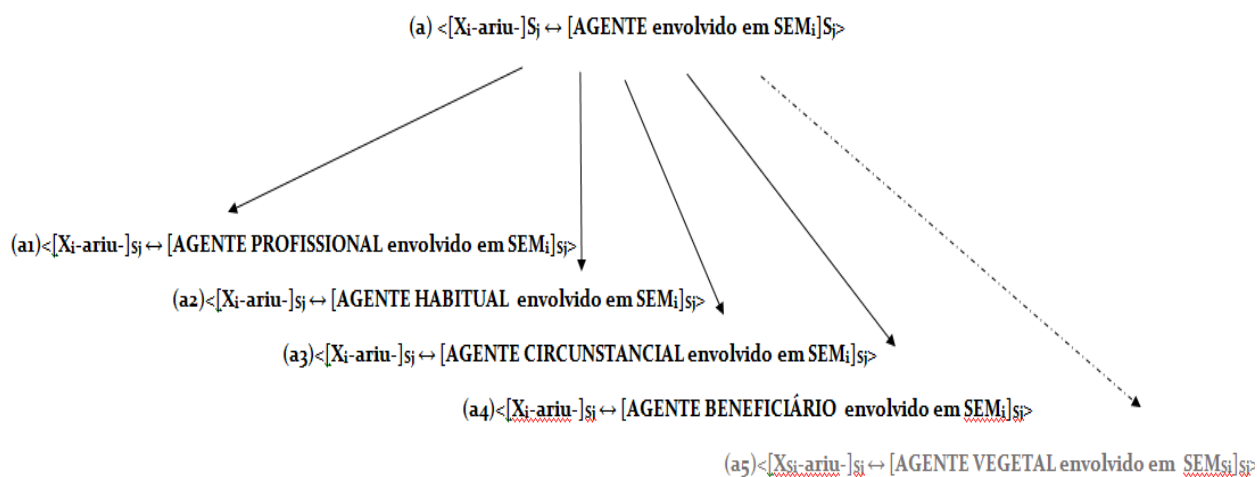 (a) <[Xi-ariu-]Sj ↔ [AGENTE envolvido em SEMi]Sj>
(a1)<[Xi-ariu-]sj ↔ [AGENTE PROFISSIONAL envolvido em SEMi]sj>
(a2)<[Xi-ariu-]sj ↔ [AGENTE HABITUAL envolvido em SEMi]sj>
(a3)<[Xi-ariu-]sj ↔ [AGENTE CIRCUNSTANCIAL envolvido em SEMi]sj>
(a4)<[Xi-ariu-]sj ↔ [AGENTE BENEFICIÁRIO envolvido em SEMi]sj>
(a5)<[XSi-ariu-]sj ↔ [AGENTE VEGETAL envolvido em SEMSi]sj>